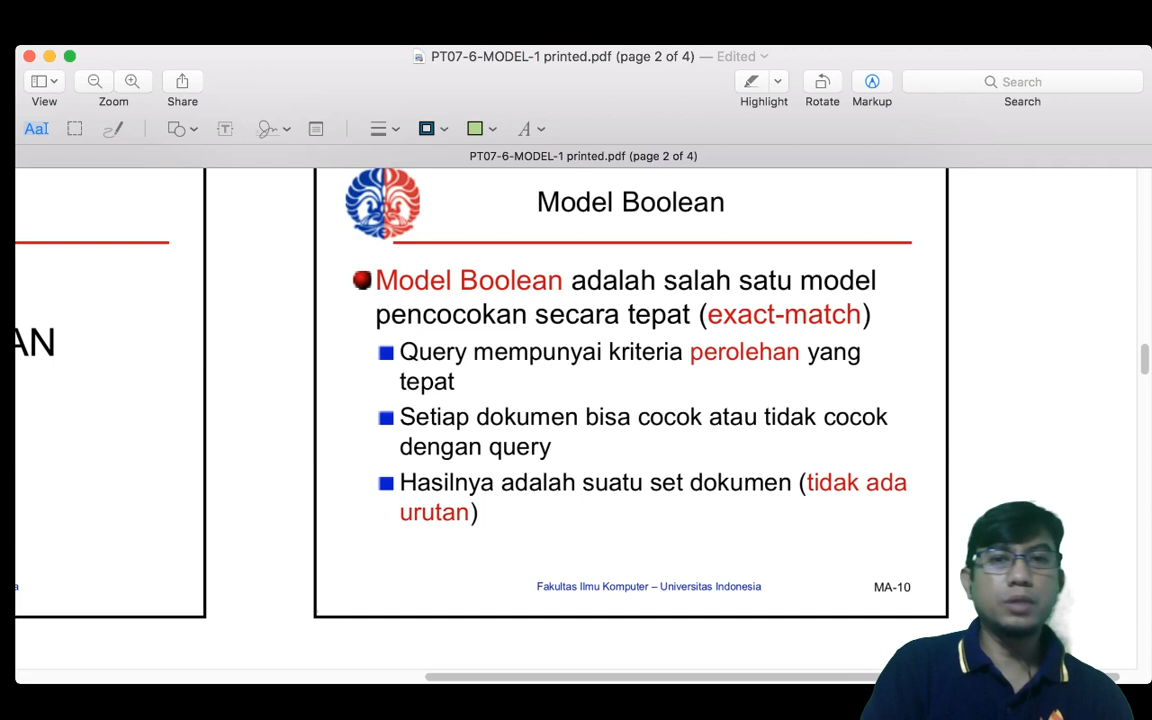 PT07-6-MODEL-1 printed.pdf (page 2 of 4) — Edited
View
Zoom
Share
Highlight
Rotate
Markup
Search
Search
AaI
T
A
PT07-6-MODEL-1 printed.pdf (page 2 of 4)
AN
a
Model Boolean
Model Boolean adalah salah satu model
pencocokan secara tepat (exact-match)
Query mempunyai kriteria perolehan yang
tepat
Setiap dokumen bisa cocok atau tidak cocok
dengan query
Hasilnya adalah suatu set dokumen (tidak ada
urutan)
Fakultas Ilmu Komputer – Universitas Indonesia
MA-10